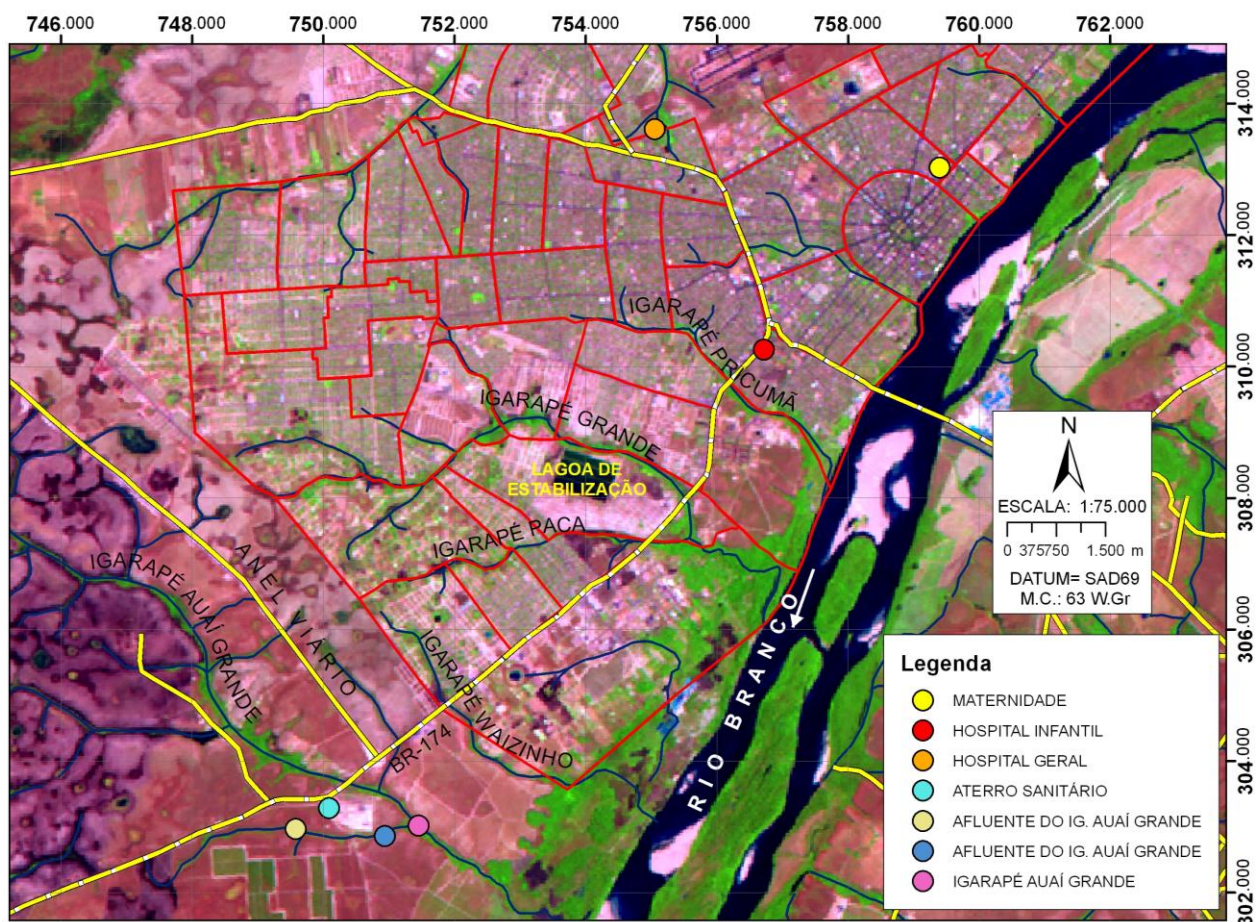 746.000 748.000 750.000 752.000 754.000 756.000 758.000 760.000 762.000
314.000
312.000
310.000
308.000
306.000
304.000
302.000
IGARAPÉ PRICUMÃ
IGARAPÉ GRANDE
LAGOA DE
ESTABILIZAÇÃO
IGARAPÉ PACA
IGARAPÉ AUAÍ GRANDE
ANEL VIÁRTO
IGARAPÉ WAIZINHO
BR-174
RIO BRANCO
N
ESCALA: 1:75.000
0 375750 1.500 m
DATUM= SAD69
M.C.: 63 W.Gr
Legenda
MATERNIDADE
HOSPITAL INFANTIL
HOSPITAL GERAL
ATERRO SANITÁRIO
AFLUENTE DO IG. AUAÍ GRANDE
AFLUENTE DO IG. AUAÍ GRANDE
IGARAPÉ AUAÍ GRANDE